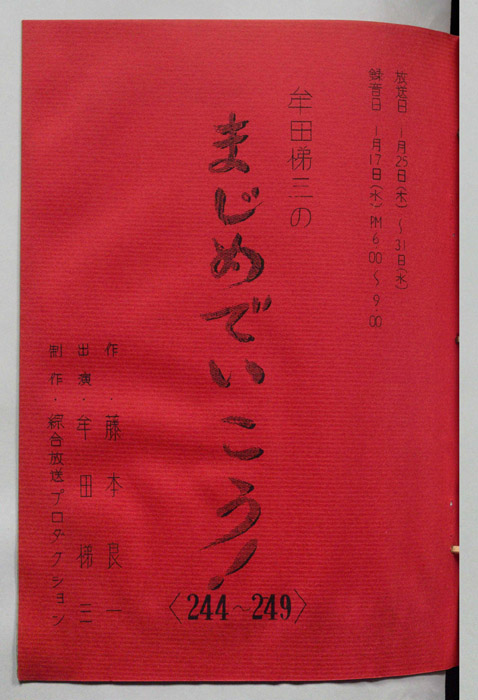 放送日 1月25日(木)〜31日(水)
録音日 1月17日(水) PM 6:00〜9:00
牟田悌三の
まじめでいこう!
〈244〜249〉
作・藤本良一
出演・牟田悌三
制作・綜合放送プロダクション